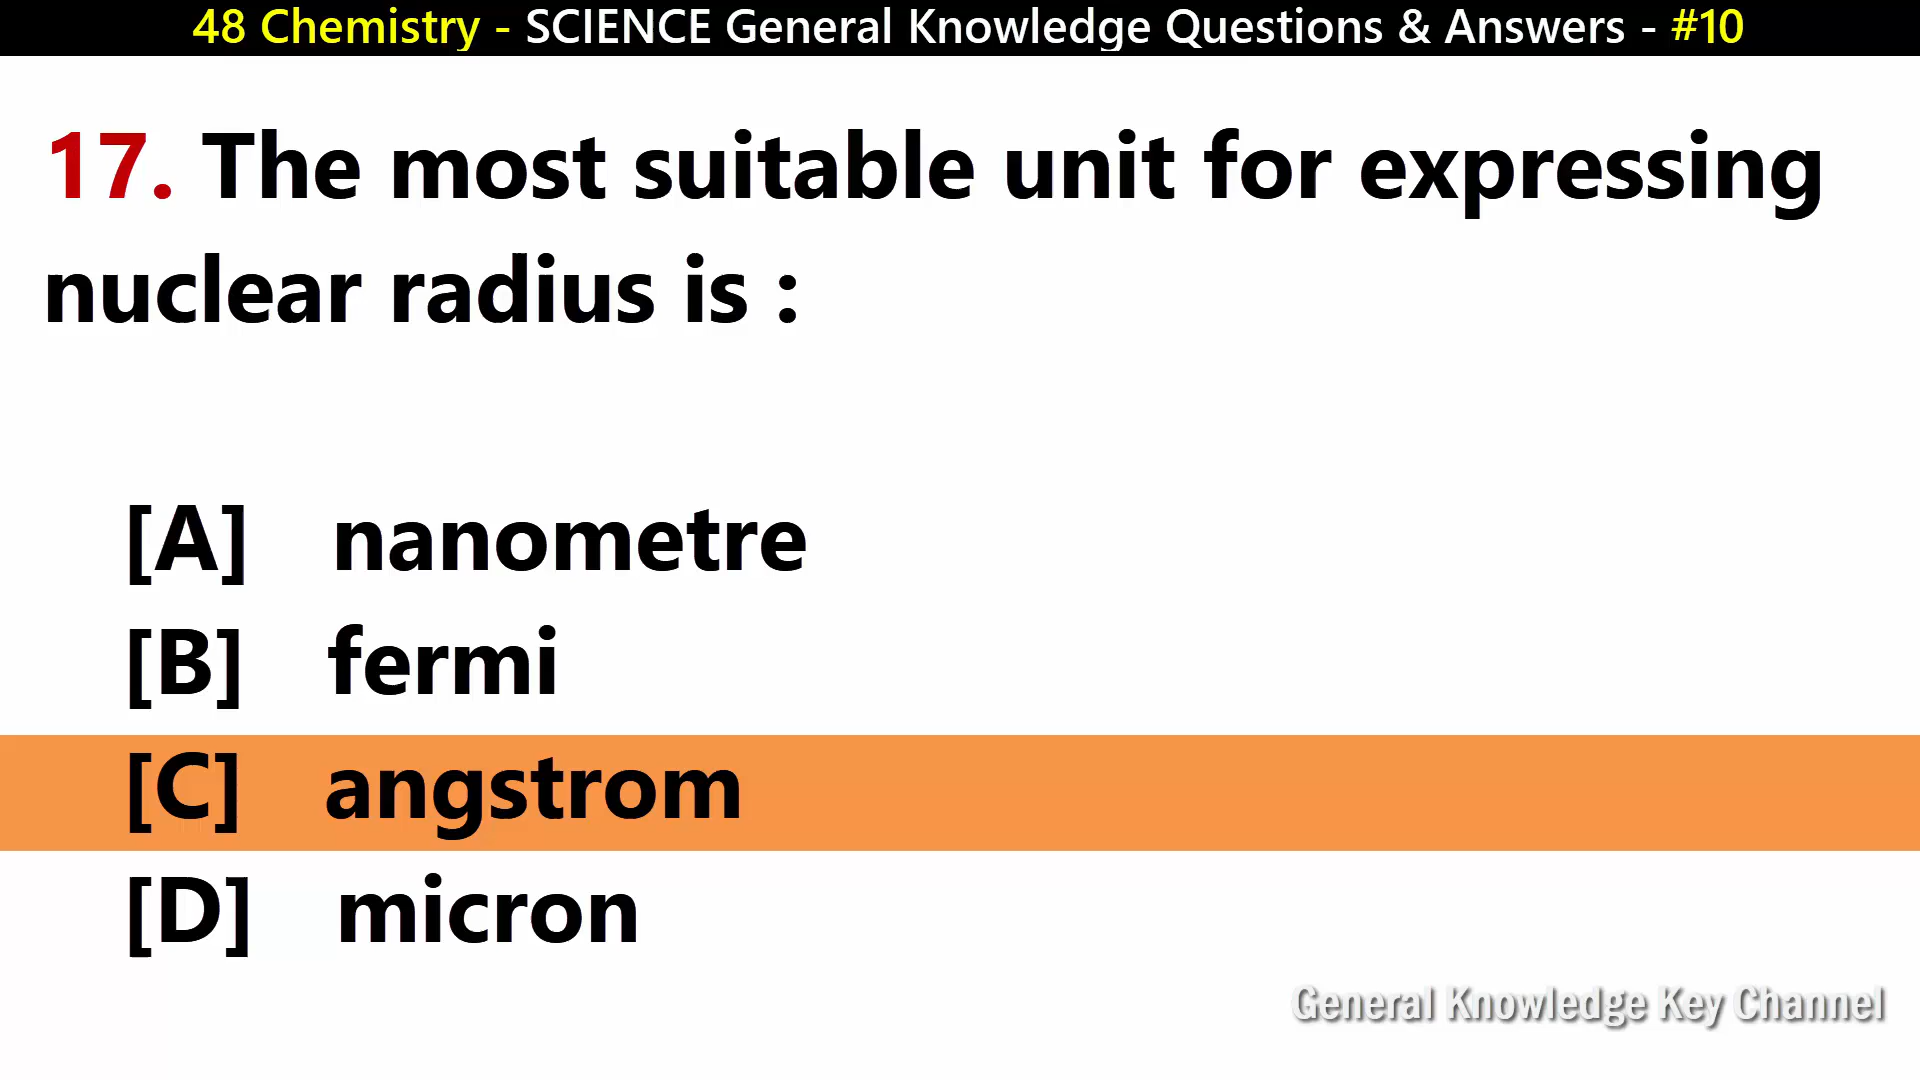 48 Chemistry - SCIENCE General Knowledge Questions & Answers - #10
17. The most suitable unit for expressing
nuclear radius is :
[A] nanometre
[B] fermi
[C] angstrom
[D] micron
General Knowledge Key Channel